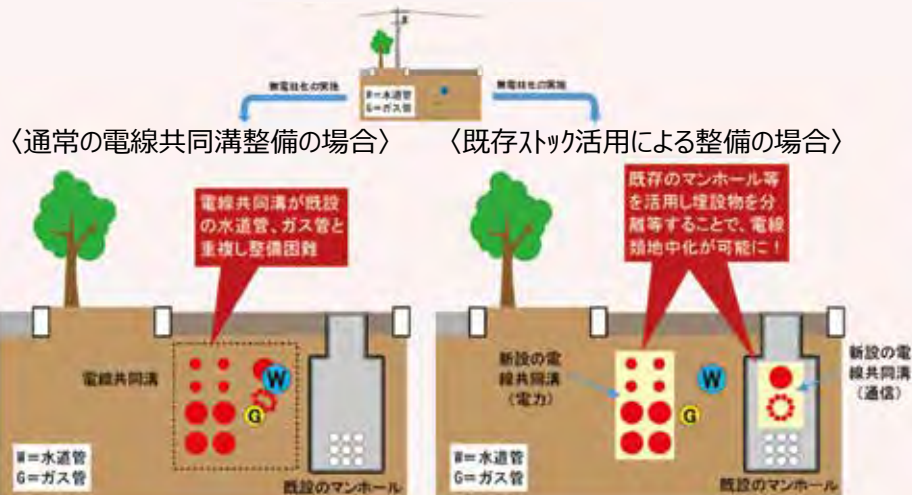 無電柱化の実施
無電柱化の実施
W=水道管
G=ガス管
〈通常の電線共同溝整備の場合〉
〈既存ストック活用による整備の場合〉
電線共同溝が既設
の水道管、ガス管と
重複し整備困難
既存のマンホール等
を活用し埋設物を分
離等することで、電線
類地中化が可能に！
電線共同溝
W
G
W=水道管
G=ガス管
既設のマンホール
新設の電
線共同溝
（電力）
W
G
新設の電
線共同溝
（通信）
W=水道管
G=ガス管
既設のマンホール